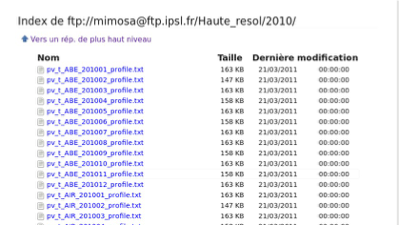 Index de ftp://mimosa@ftp.ipsl.fr/Haute_resol/2010/
Vers un rép. de plus haut niveau
Nom Taille Dernière modification
pv_t_ABE_201001_profile.txt 163 KB 21/03/2011 00:00:00
pv_t_ABE_201002_profile.txt 147 KB 21/03/2011 00:00:00
pv_t_ABE_201003_profile.txt 163 KB 21/03/2011 00:00:00
pv_t_ABE_201004_profile.txt 158 KB 21/03/2011 00:00:00
pv_t_ABE_201005_profile.txt 163 KB 21/03/2011 00:00:00
pv_t_ABE_201006_profile.txt 158 KB 21/03/2011 00:00:00
pv_t_ABE_201007_profile.txt 163 KB 21/03/2011 00:00:00
pv_t_ABE_201008_profile.txt 163 KB 21/03/2011 00:00:00
pv_t_ABE_201009_profile.txt 158 KB 21/03/2011 00:00:00
pv_t_ABE_201010_profile.txt 163 KB 21/03/2011 00:00:00
pv_t_ABE_201011_profile.txt 158 KB 21/03/2011 00:00:00
pv_t_ABE_201012_profile.txt 163 KB 21/03/2011 00:00:00
pv_t_AIR_201001_profile.txt 163 KB 21/03/2011 00:00:00
pv_t_AIR_201002_profile.txt 147 KB 21/03/2011 00:00:00
pv_t_AIR_201003_profile.txt 163 KB 21/03/2011 00:00:00